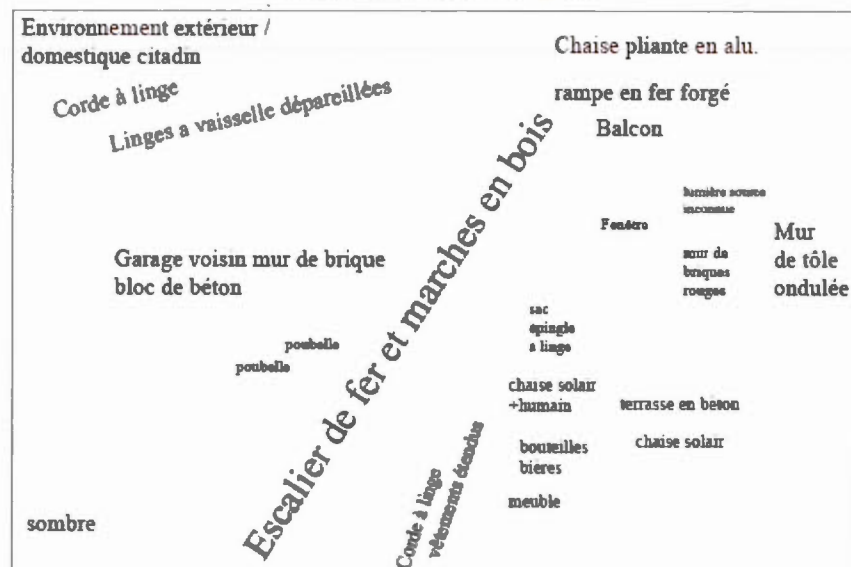 Environnement extérieur /
domestique citadin
Corde à linge
Linges a vaisselle dépareillées
Chaise pliante en alu.
rampe en fer forgé
Balcon
Escalier de fer et marches en bois
lumière source
inconnue
Fenêtre
Mur
de tôle
ondulée
mur de
briques
rouges
Garage voisin mur de brique
bloc de béton
sac
épingle
a linge
poubelle
poubelle
chaise solair
+humain
terrasse en beton
chaise solair
bouteilles
bieres
meuble
Corde à linge
vêtements étendus
sombre